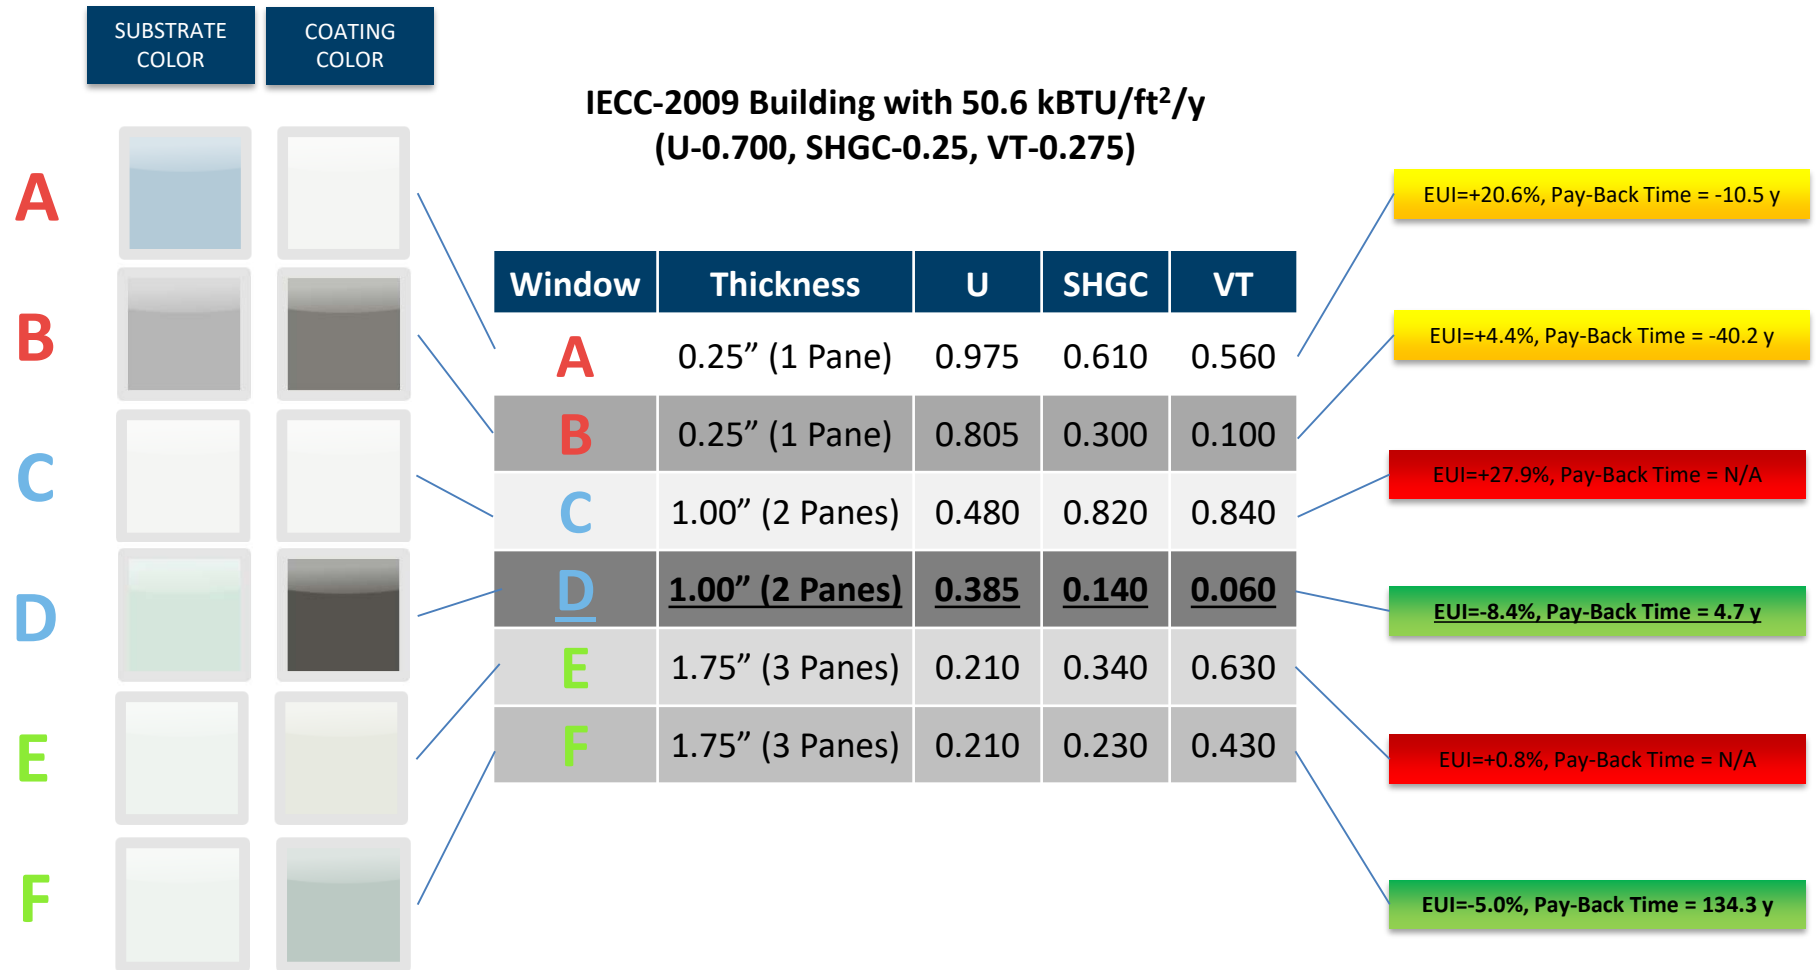 SUBSTRATE
COLOR
COATING
COLOR
IECC-2009 Building with 50.6 kBTU/ft²/y
(U-0.700, SHGC-0.25, VT-0.275)
A
B
C
D
E
F
Window Thickness U SHGC VT
A 0.25” (1 Pane) 0.975 0.610 0.560
B 0.25” (1 Pane) 0.805 0.300 0.100
C 1.00” (2 Panes) 0.480 0.820 0.840
D 1.00” (2 Panes) 0.385 0.140 0.060
E 1.75” (3 Panes) 0.210 0.340 0.630
F 1.75” (3 Panes) 0.210 0.230 0.430
EUI=+20.6%, Pay-Back Time = -10.5 y
EUI=+4.4%, Pay-Back Time = -40.2 y
EUI=+27.9%, Pay-Back Time = N/A
EUI=-8.4%, Pay-Back Time = 4.7 y
EUI=+0.8%, Pay-Back Time = N/A
EUI=-5.0%, Pay-Back Time = 134.3 y